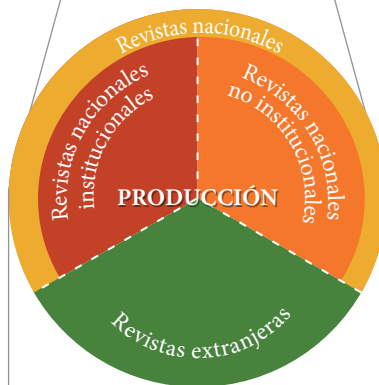 Revistas nacionales
Revistas nacionales
institucionales
Revistas nacionales
no institucionales
PRODUCCIÓN
Revistas extranjeras